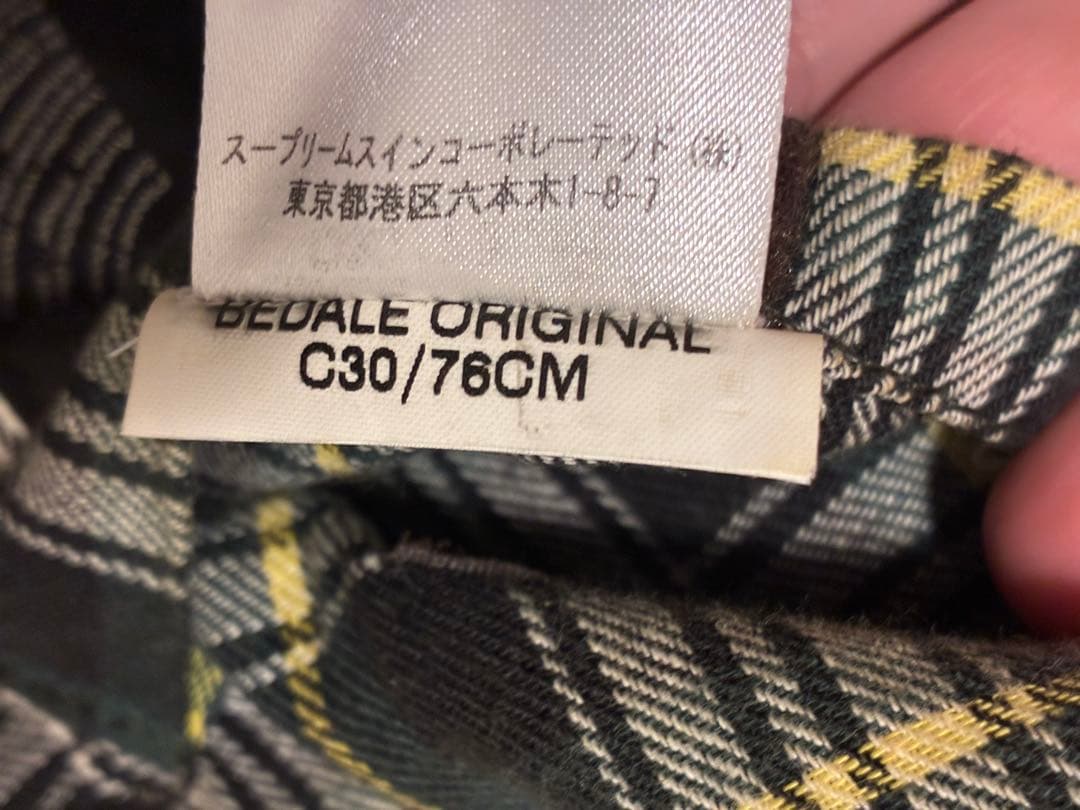 スープリームスインコーポレーテッド(株)
東京都港区六本木1-8-7
BEDALE ORIGINAL
C30/76CM